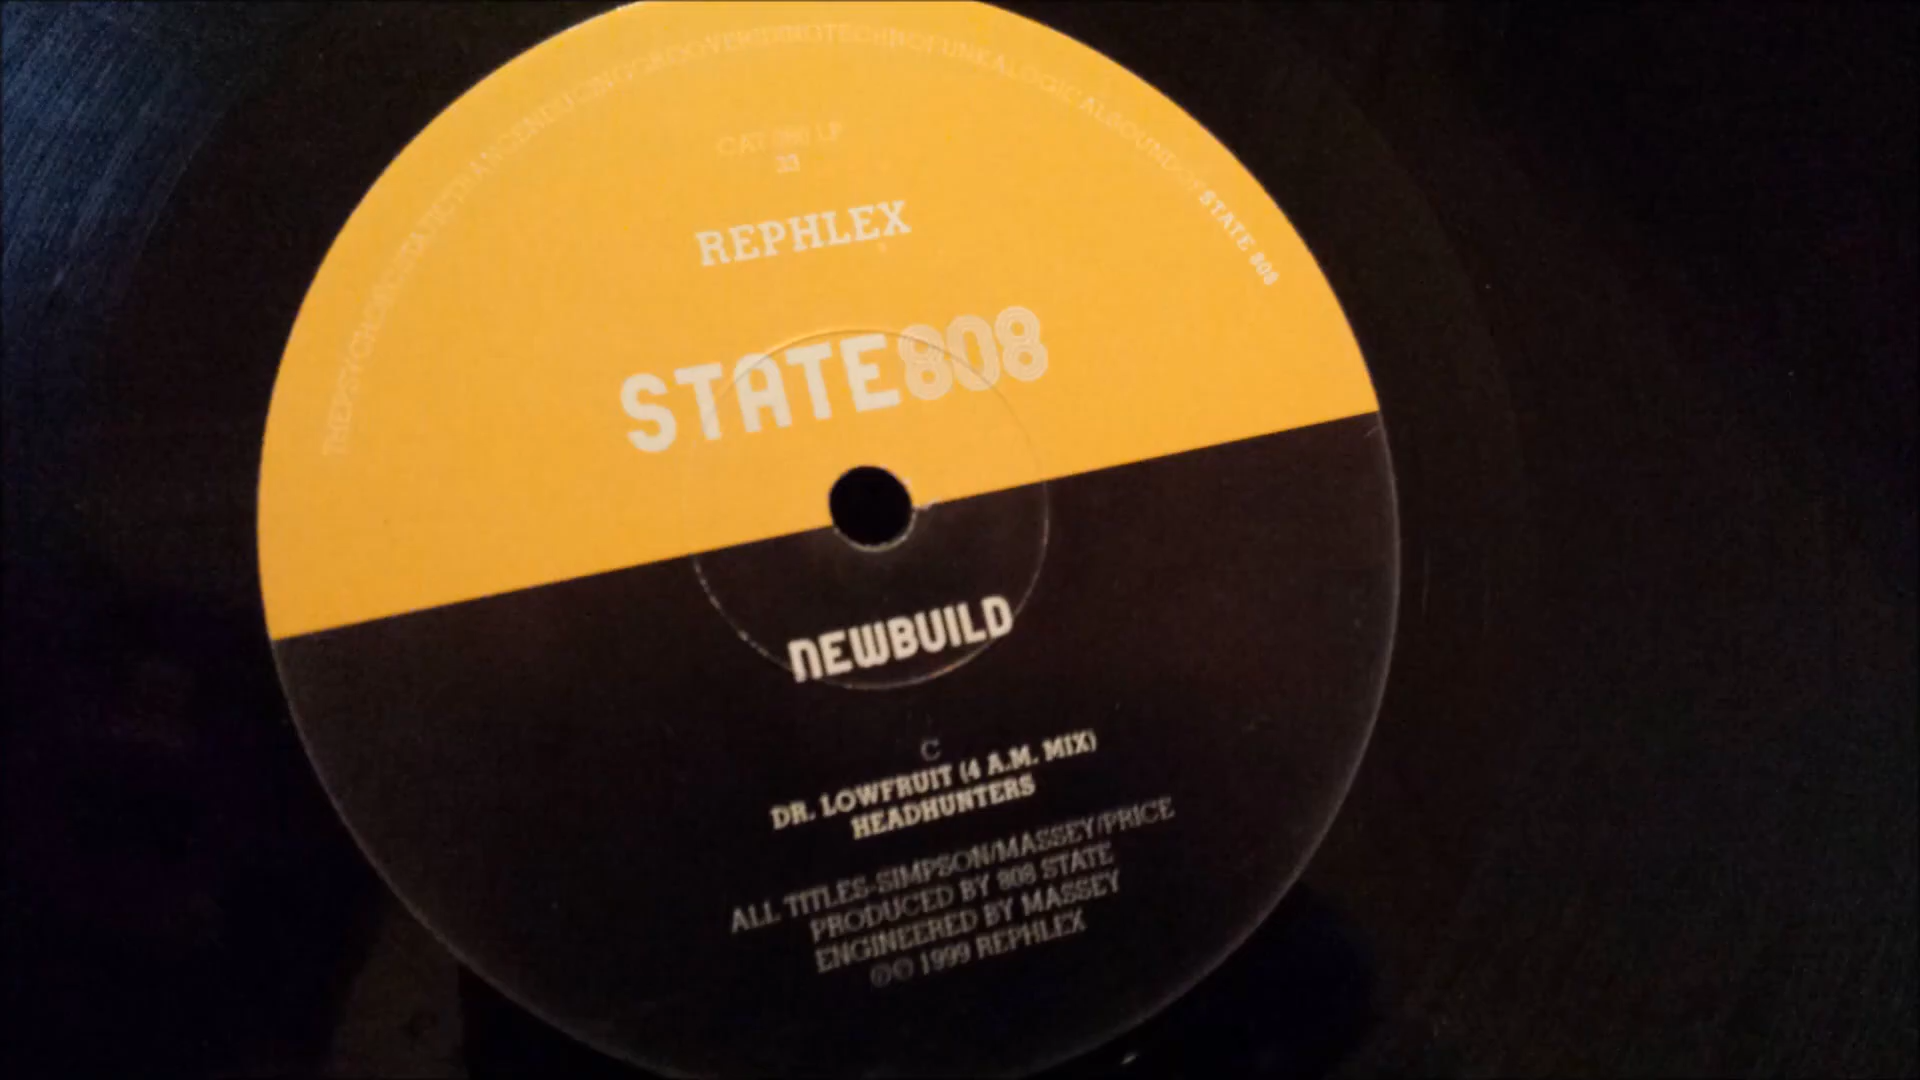 STATE 808
33
REPHLEX
STATE808
NEWBUILD
C
DR. LOWFRUIT (4 A.M. MIX)
HEADHUNTERS
ALL TITLES-SIMPSON/MASSEY/PRICE
PRODUCED BY 808 STATE
ENGINEERED BY MASSEY
℗© 1999 REPHLEX